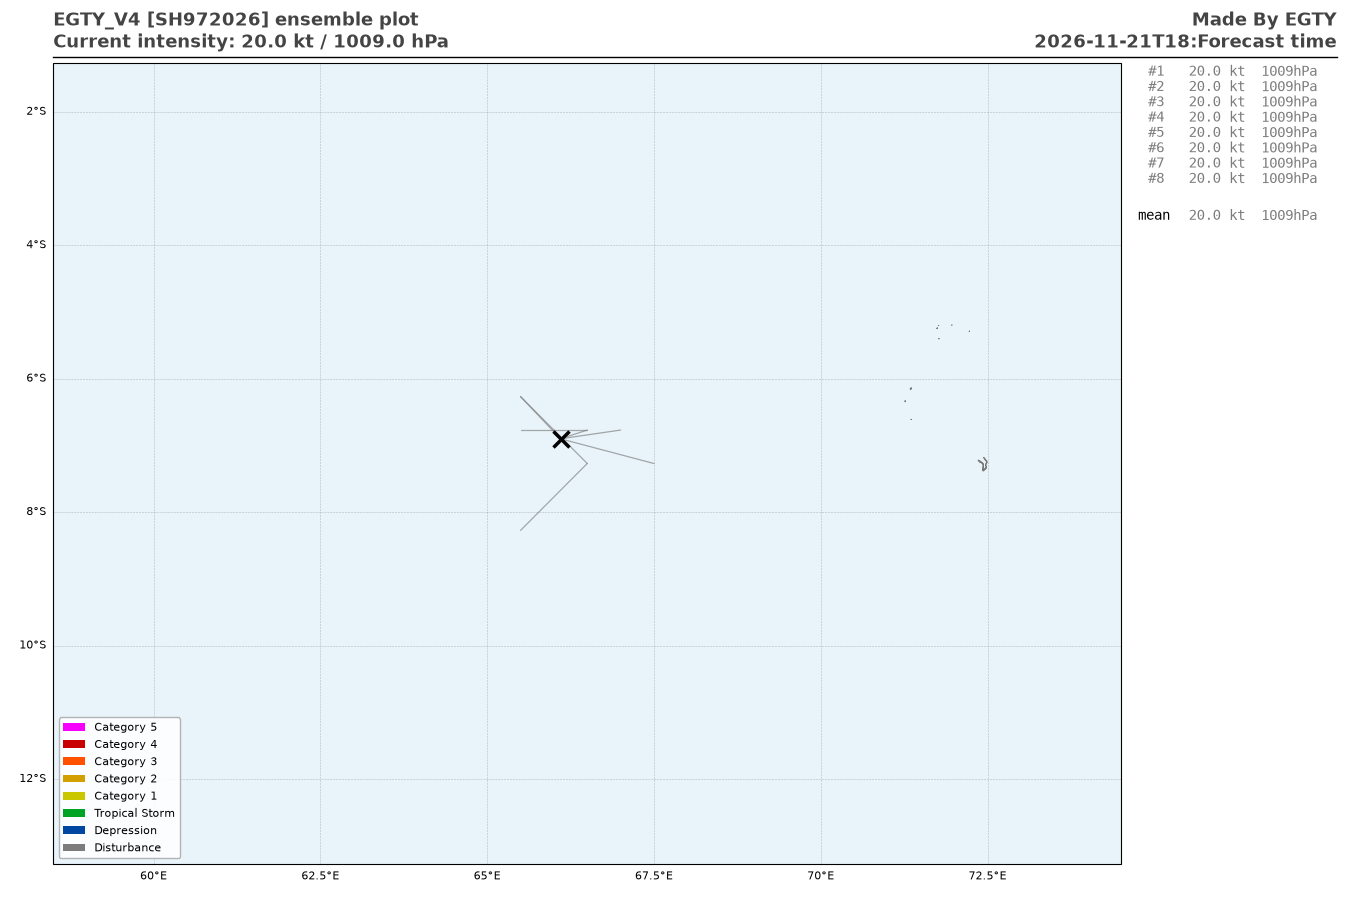 EGTY_V4 [SH972026] ensemble plot
Current intensity: 20.0 kt / 1009.0 hPa
Made By EGTY
2026-11-21T18:Forecast time
#1 20.0 kt 1009hPa
#2 20.0 kt 1009hPa
#3 20.0 kt 1009hPa
#4 20.0 kt 1009hPa
#5 20.0 kt 1009hPa
#6 20.0 kt 1009hPa
#7 20.0 kt 1009hPa
#8 20.0 kt 1009hPa
mean 20.0 kt 1009hPa
2°S
4°S
6°S
8°S
10°S
12°S
Category 5
Category 4
Category 3
Category 2
Category 1
Tropical Storm
Depression
Disturbance
60°E 62.5°E 65°E 67.5°E 70°E 72.5°E